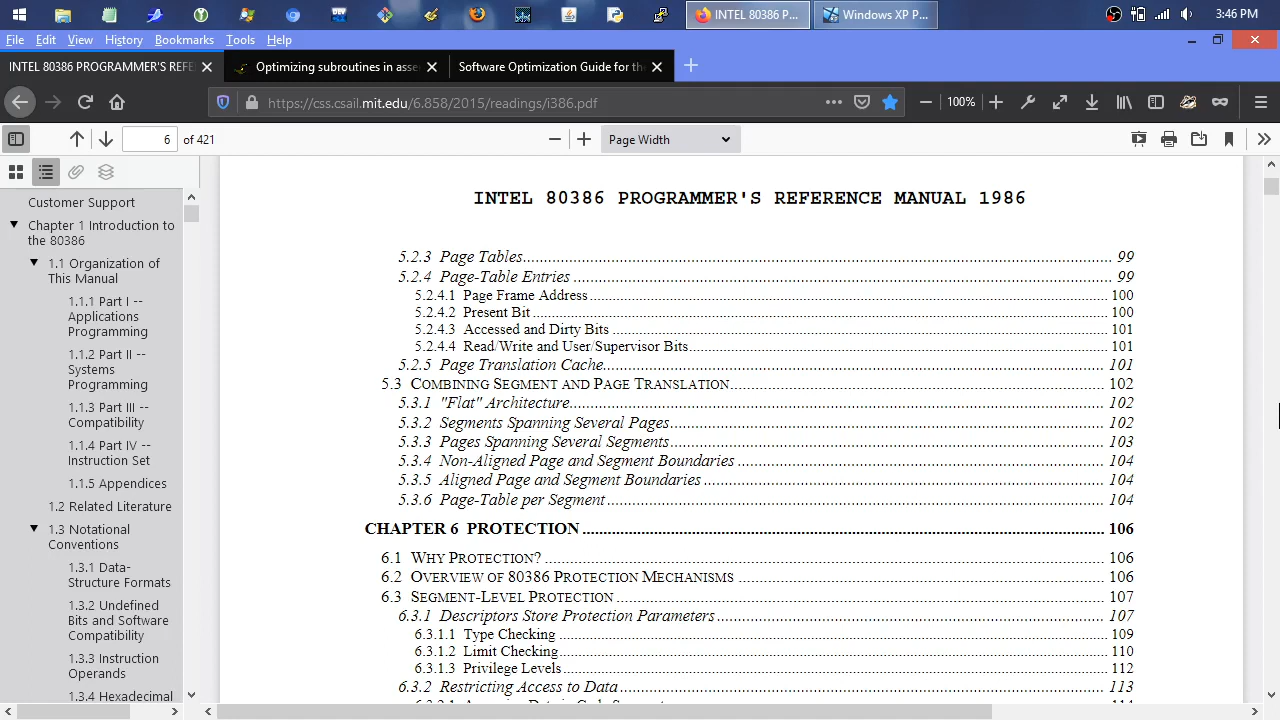 INTEL 80386 P...
Windows XP P...
3:46 PM
File Edit View History Bookmarks Tools Help
INTEL 80386 PROGRAMMER'S REFE
Optimizing subroutines in asse
Software Optimization Guide for th
https://css.csail.mit.edu/6.858/2015/readings/i386.pdf
100%
6 of 421
Page Width
Customer Support
Chapter 1 Introduction to
the 80386
1.1 Organization of
This Manual
1.1.1 Part I --
Applications
Programming
1.1.2 Part II --
Systems
Programming
1.1.3 Part III --
Compatibility
1.1.4 Part IV --
Instruction Set
1.1.5 Appendices
1.2 Related Literature
1.3 Notational
Conventions
1.3.1 Data-
Structure Formats
1.3.2 Undefined
Bits and Software
Compatibility
1.3.3 Instruction
Operands
1.3.4 Hexadecimal
INTEL 80386 PROGRAMMER'S REFERENCE MANUAL 1986
5.2.3 Page Tables 99
5.2.4 Page-Table Entries 99
5.2.4.1 Page Frame Address 100
5.2.4.2 Present Bit 100
5.2.4.3 Accessed and Dirty Bits 101
5.2.4.4 Read/Write and User/Supervisor Bits 101
5.2.5 Page Translation Cache 101
5.3 COMBINING SEGMENT AND PAGE TRANSLATION 102
5.3.1 "Flat" Architecture 102
5.3.2 Segments Spanning Several Pages 102
5.3.3 Pages Spanning Several Segments 103
5.3.4 Non-Aligned Page and Segment Boundaries 104
5.3.5 Aligned Page and Segment Boundaries 104
5.3.6 Page-Table per Segment 104
CHAPTER 6 PROTECTION 106
6.1 WHY PROTECTION? 106
6.2 OVERVIEW OF 80386 PROTECTION MECHANISMS 106
6.3 SEGMENT-LEVEL PROTECTION 107
6.3.1 Descriptors Store Protection Parameters 107
6.3.1.1 Type Checking 109
6.3.1.2 Limit Checking 110
6.3.1.3 Privilege Levels 112
6.3.2 Restricting Access to Data 113